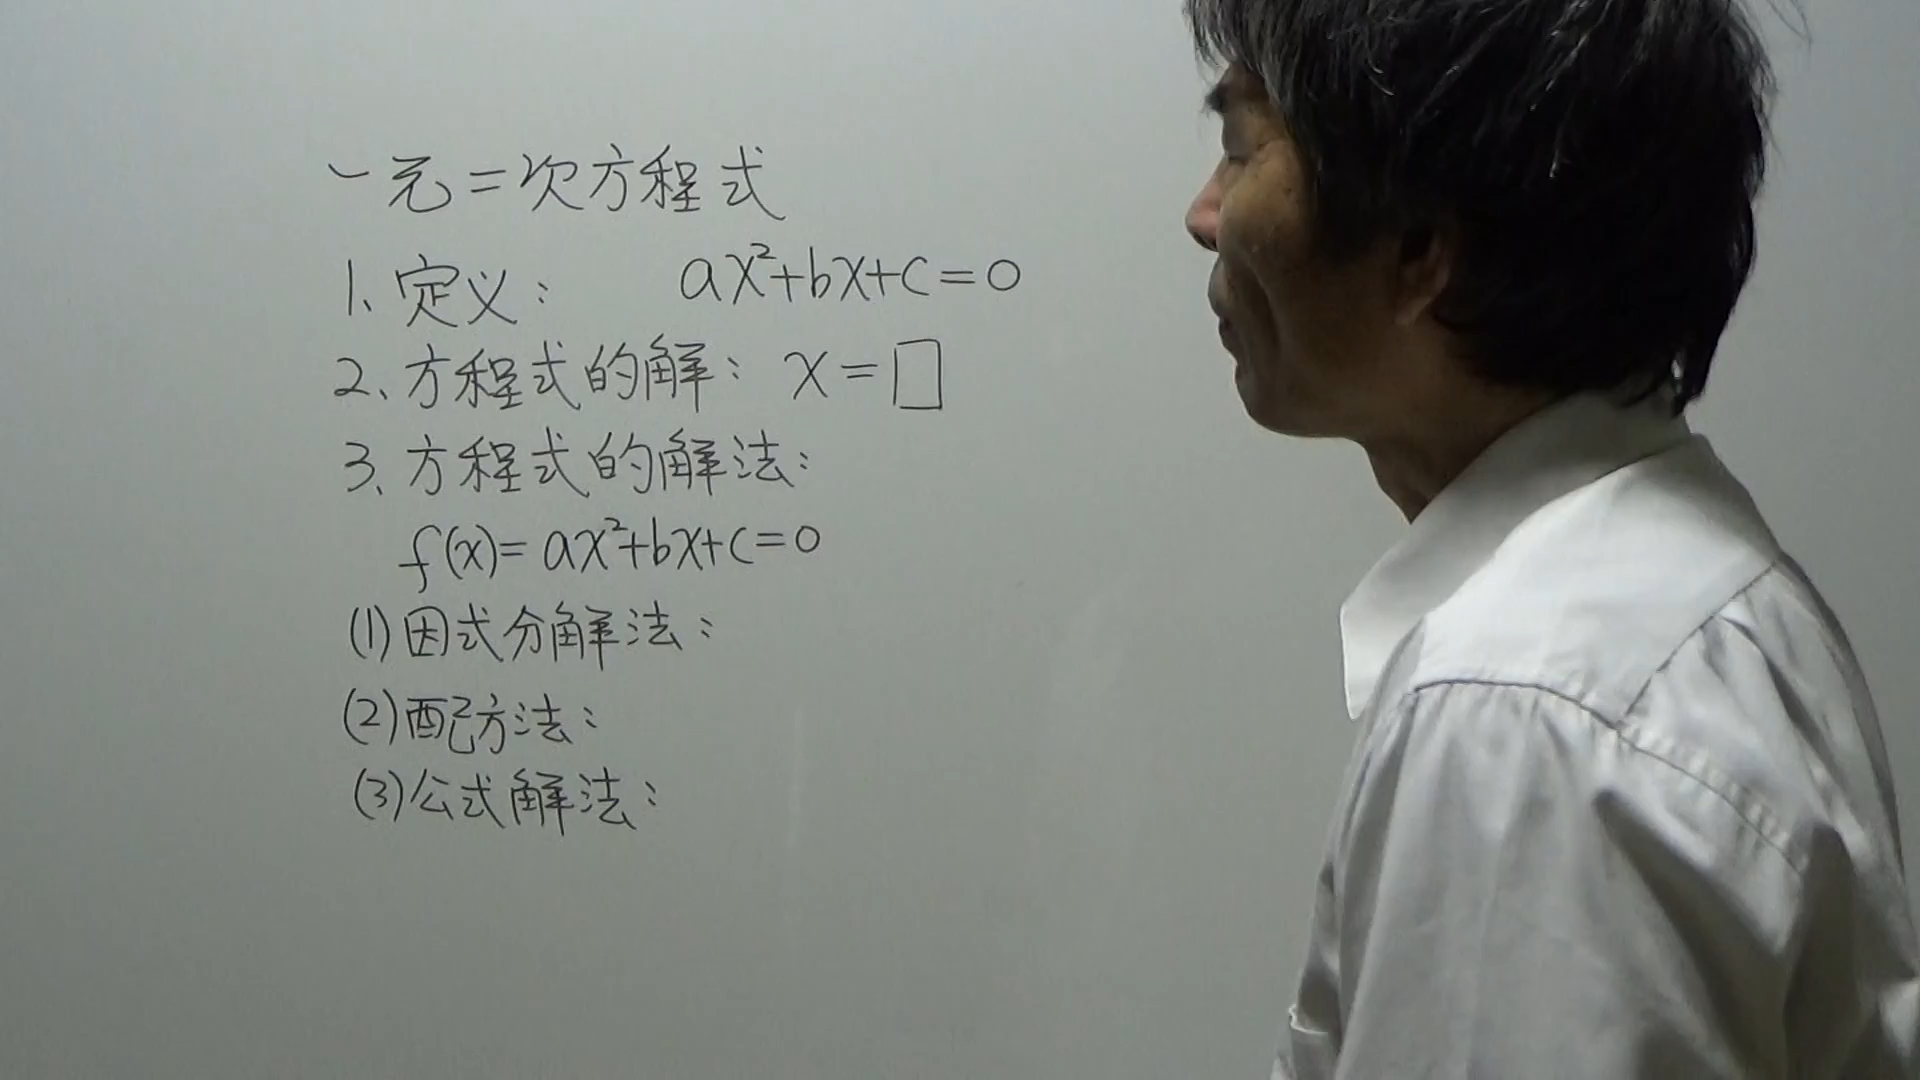 一元二次方程式
1、定义： ax²+bx+c=0
2、方程式的解： x=□
3、方程式的解法：
f(x)=ax²+bx+c=0
(1)因式分解法：
(2)配方法：
(3)公式解法：